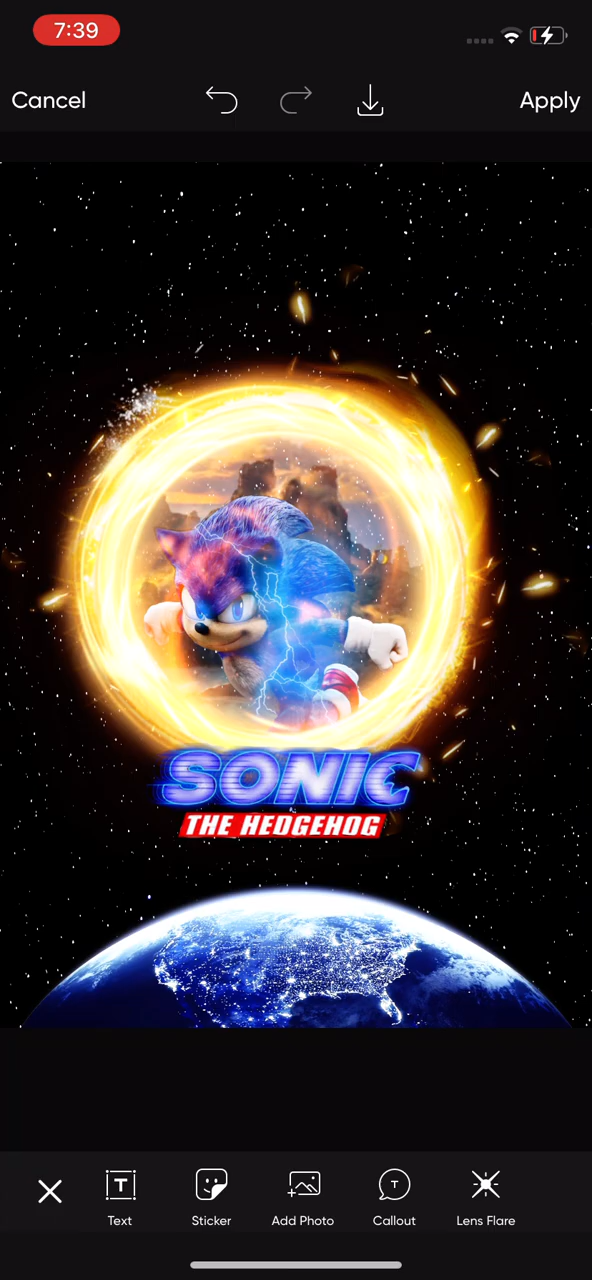 7:39
Cancel
Apply
SONIC
THE HEDGEHOG
T
T
Text
Sticker
Add Photo
Callout
Lens Flare